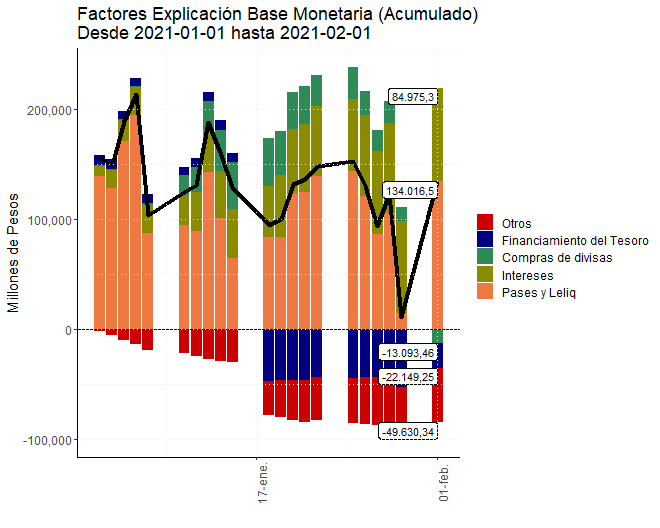 Factores Explicación Base Monetaria (Acumulado)
Desde 2021-01-01 hasta 2021-02-01
Millones de Pesos
200,000
100,000
0
-100,000
84.975,3
134.016,5
-13.093,46
-22.149,25
-49.630,34
17-ene.
01-feb.
Otros
Financiamiento del Tesoro
Compras de divisas
Intereses
Pases y Leliq